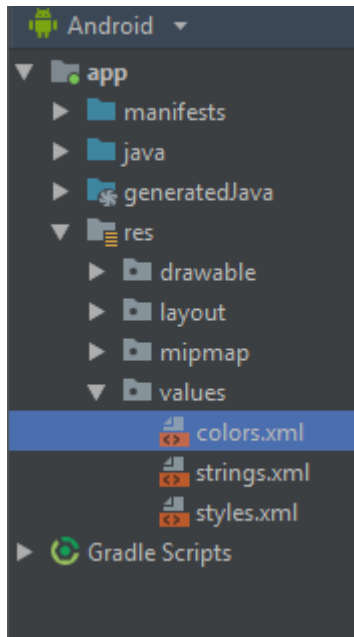 Android
app
manifests
java
generatedJava
res
drawable
layout
mipmap
values
colors.xml
strings.xml
styles.xml
Gradle Scripts